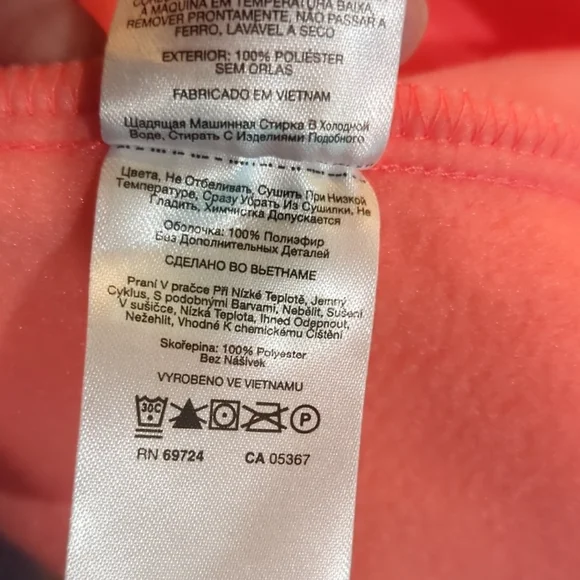 À MÁQUINA EM TEMPERATURA BAIXA,
REMOVER PRONTAMENTE, NÃO PASSAR A
FERRO, LAVÁVEL A SECO
EXTERIOR: 100% POLIÉSTER
SEM ORLAS
FABRICADO EM VIETNAM
Щадящая Машинная Стирка В Холодной
Воде, Стирать С Изделиями Подобного
Цвета, Не Отбеливать, Сушить При Низкой
Температуре, Сразу Убрать Из Сушилки, Не
Гладить, Химчистка Допускается
Оболочка: 100% Полиэфир
Без Дополнительных Деталей
СДЕЛАНО ВО ВЬЕТНАМЕ
Praní V pračce Při Nízké Teplotě, Jemný
Cyklus, S podobnými Barvami, Nebělit, Sušení
V sušičce, Nízká Teplota, Ihned Odepnout,
Nežehlit, Vhodné K chemickému Čištění
Skořepina: 100% Polyester
Bez Nášivek
VYROBENO VE VIETNAMU
30C P
RN 69724 CA 05367